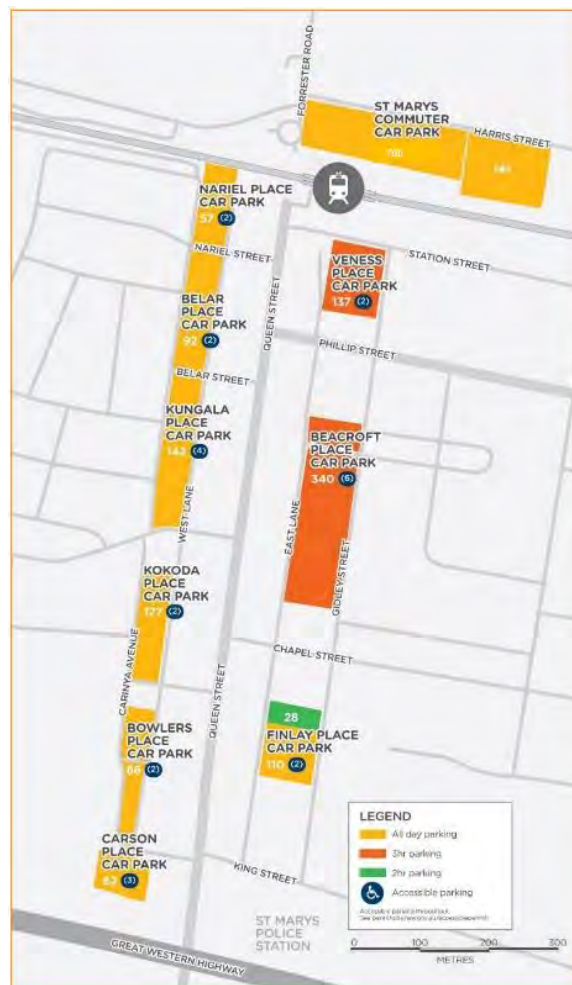 FORRESTER ROAD
ST MARYS
COMMUTER
CAR PARK
HARRIS STREET
NARIEL PLACE
CAR PARK
57 (2)
NARIEL STREET
VENESS
PLACE
CAR PARK
137 (2)
STATION STREET
BELAR
PLACE
CAR PARK
92 (2)
QUEEN STREET
PHILLIP STREET
BELAR STREET
KUNGALA
PLACE
CAR PARK
(4)
BEACROFT
PLACE
CAR PARK
340 (6)
WEST LANE
EAST LANE
GIDLEY STREET
KOKODA
PLACE
CAR PARK
(2)
CARINYA AVENUE
QUEEN STREET
CHAPEL STREET
28
FINLAY PLACE
CAR PARK
110 (2)
BOWLERS
PLACE
CAR PARK
(2)
CARSON
PLACE
CAR PARK
(3)
KING STREET
ST MARYS
POLICE
STATION
GREAT WESTERN HIGHWAY
LEGEND
All day parking
3hr parking
2hr parking
Accessible parking
0 100 200 300
METRES